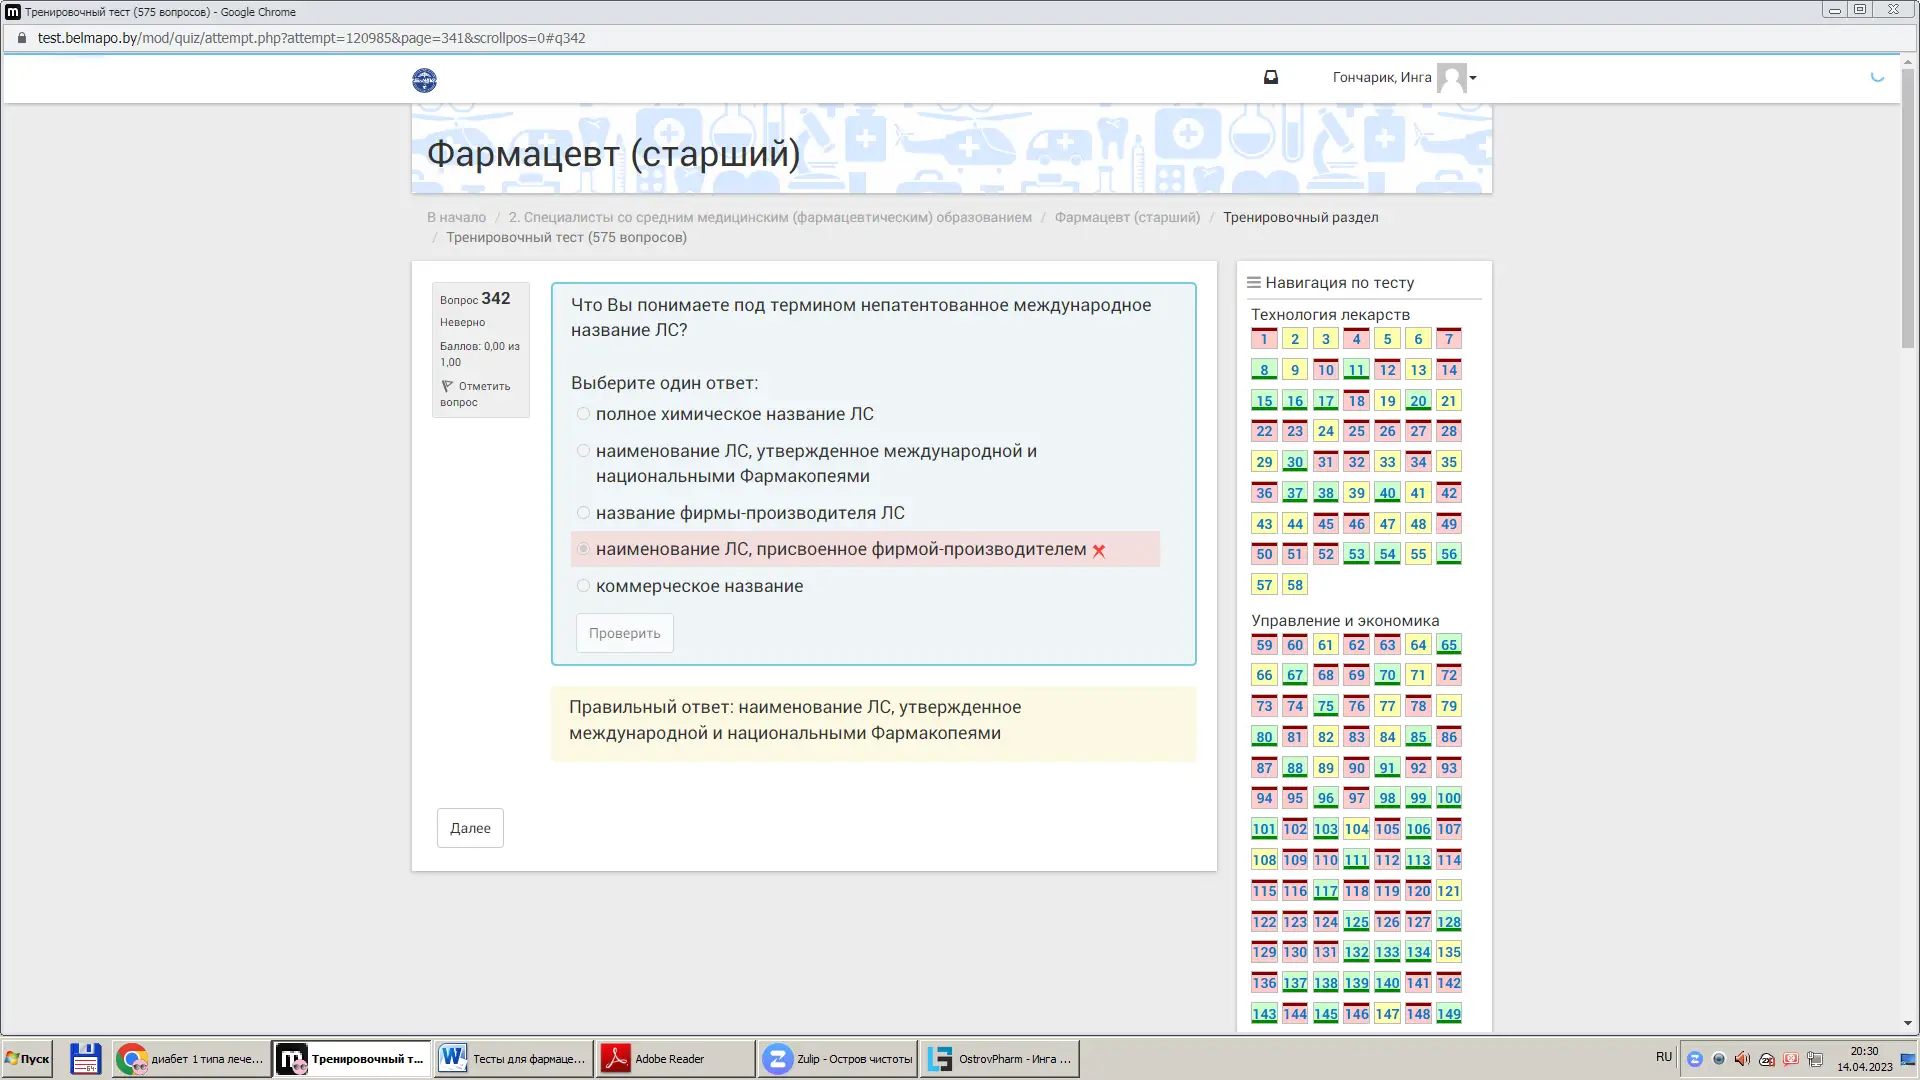 Тренировочный тест (575 вопросов) - Google Chrome
test.belmapo.by/mod/quiz/attempt.php?attempt=120985&page=341&scrollpos=0#q342
Гончарик, Инга
Фармацевт (старший)
В начало / 2. Специалисты со средним медицинским (фармацевтическим) образованием / Фармацевт (старший) / Тренировочный раздел
/ Тренировочный тест (575 вопросов)
Вопрос 342
Неверно
Баллов: 0,00 из
1,00
Отметить
вопрос
Что Вы понимаете под термином непатентованное международное
название ЛС?
Выберите один ответ:
полное химическое название ЛС
наименование ЛС, утвержденное международной и
национальными Фармакопеями
название фирмы-производителя ЛС
наименование ЛС, присвоенное фирмой-производителем
коммерческое название
Проверить
Правильный ответ: наименование ЛС, утвержденное
международной и национальными Фармакопеями
Далее
Навигация по тесту
Технология лекарств
1 2 3 4 5 6 7
8 9 10 11 12 13 14
15 16 17 18 19 20 21
22 23 24 25 26 27 28
29 30 31 32 33 34 35
36 37 38 39 40 41 42
43 44 45 46 47 48 49
50 51 52 53 54 55 56
57 58
Управление и экономика
59 60 61 62 63 64 65
66 67 68 69 70 71 72
73 74 75 76 77 78 79
80 81 82 83 84 85 86
87 88 89 90 91 92 93
94 95 96 97 98 99 100
101 102 103 104 105 106 107
108 109 110 111 112 113 114
115 116 117 118 119 120 121
122 123 124 125 126 127 128
129 130 131 132 133 134 135
136 137 138 139 140 141 142
143 144 145 146 147 148 149
Пуск
диабет 1 типа лече...
Тренировочный т...
Тесты для фармаце...
Adobe Reader
Zulip - Остров чистоты
OstrovPharm - Инга ...
RU
20:30
14.04.2023